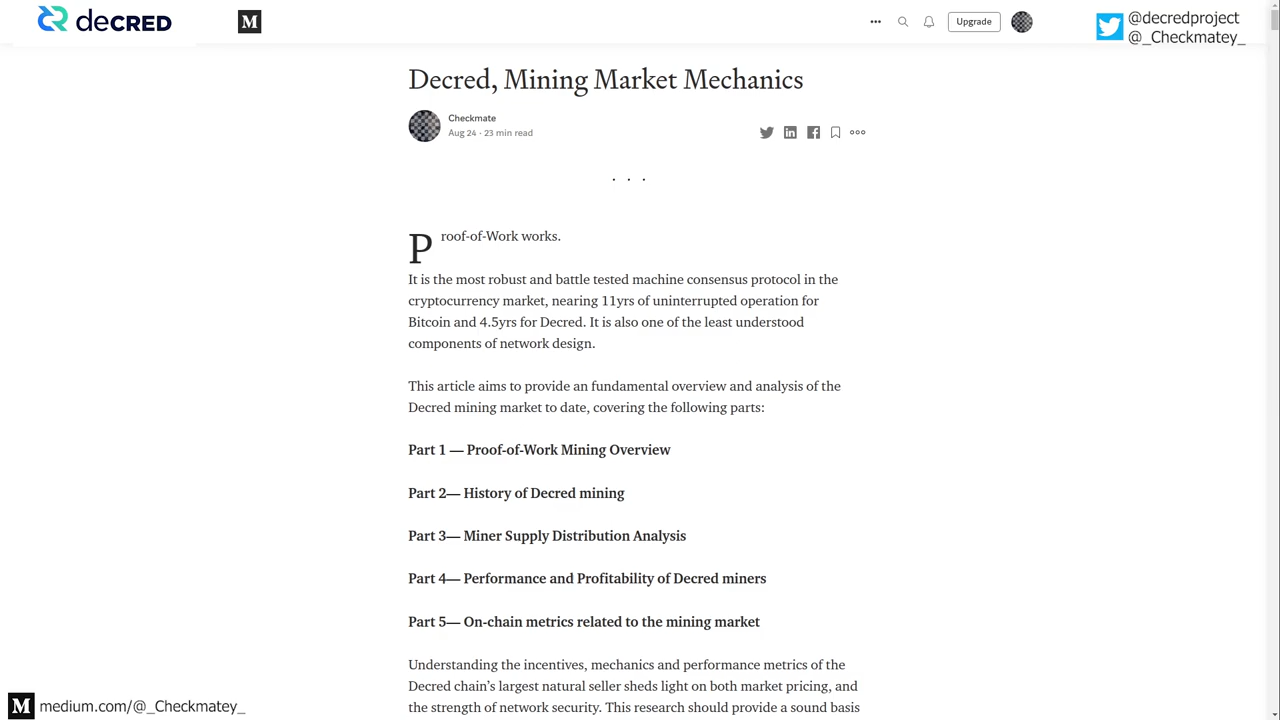 deCRED
M
Upgrade
@decredproject
@_Checkmatey_
Decred, Mining Market Mechanics
Checkmate
Aug 24 · 23 min read
. . .
Proof-of-Work works.
It is the most robust and battle tested machine consensus protocol in the
cryptocurrency market, nearing 11yrs of uninterrupted operation for
Bitcoin and 4.5yrs for Decred. It is also one of the least understood
components of network design.
This article aims to provide an fundamental overview and analysis of the
Decred mining market to date, covering the following parts:
Part 1 — Proof-of-Work Mining Overview
Part 2— History of Decred mining
Part 3— Miner Supply Distribution Analysis
Part 4— Performance and Profitability of Decred miners
Part 5— On-chain metrics related to the mining market
Understanding the incentives, mechanics and performance metrics of the
Decred chain's largest natural seller sheds light on both market pricing, and
the strength of network security. This research should provide a sound basis
M medium.com/@_Checkmatey_